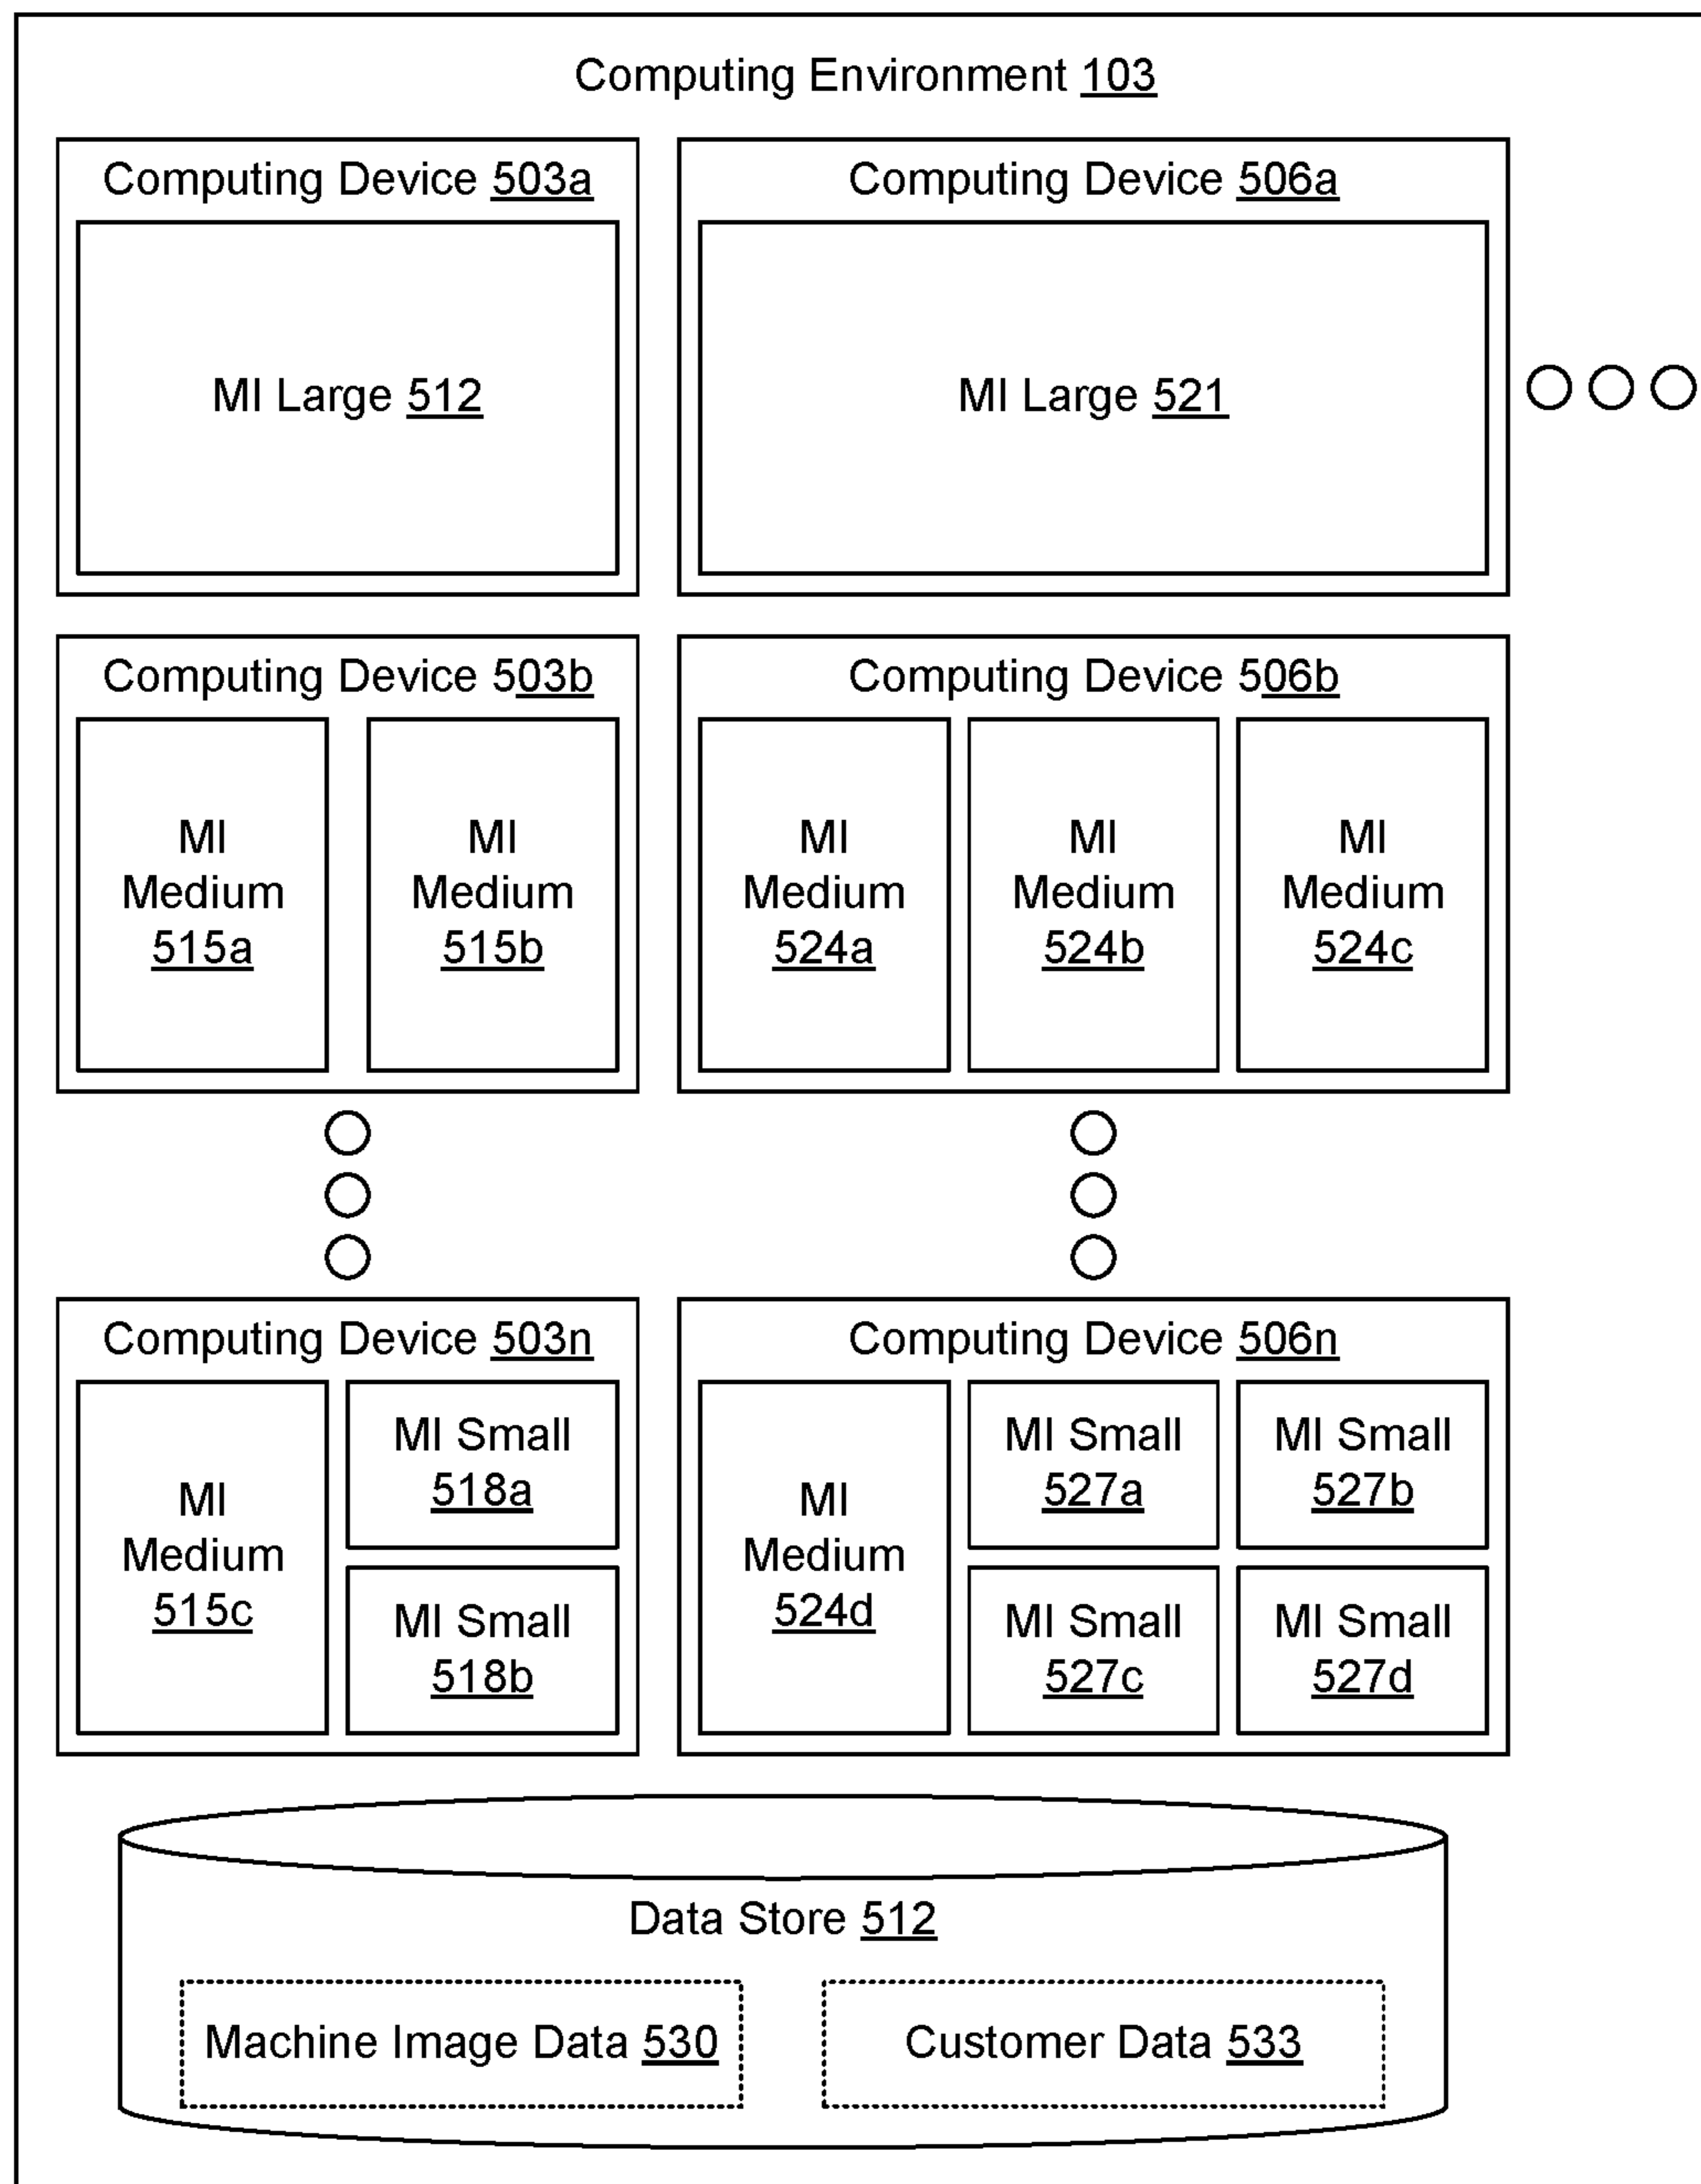 Computing Environment 103
Computing Device 503a
MI Large 512
Computing Device 506a
MI Large 521
Computing Device 503b
MI
Medium
515a
MI
Medium
515b
Computing Device 506b
MI
Medium
524a
MI
Medium
524b
MI
Medium
524c
Computing Device 503n
MI
Medium
515c
MI Small
518a
MI Small
518b
Computing Device 506n
MI
Medium
524d
MI Small
527a
MI Small
527b
MI Small
527c
MI Small
527d
Data Store 512
Machine Image Data 530
Customer Data 533